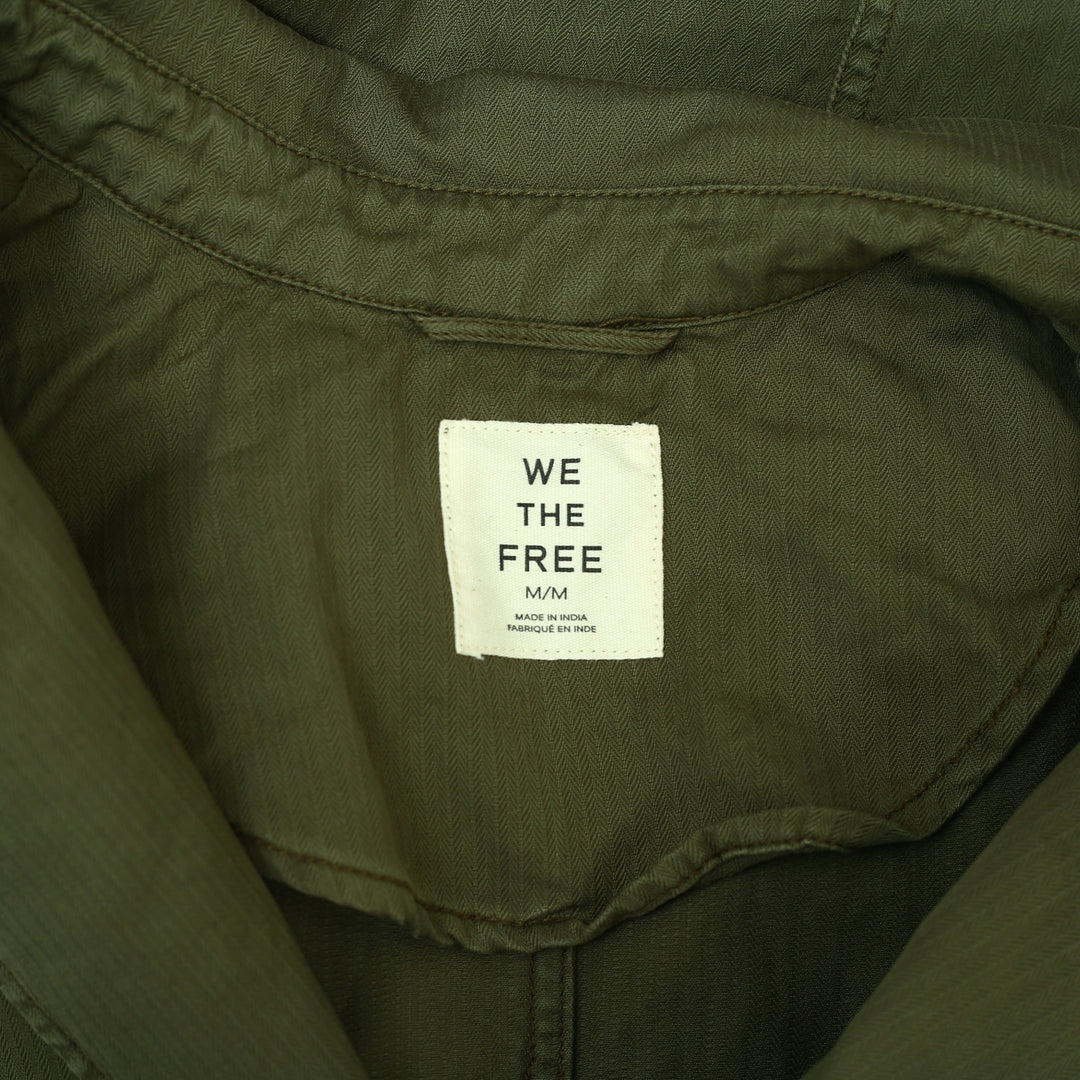 WE
THE
FREE
M/M
MADE IN INDIA
FABRIQUÉ EN INDE